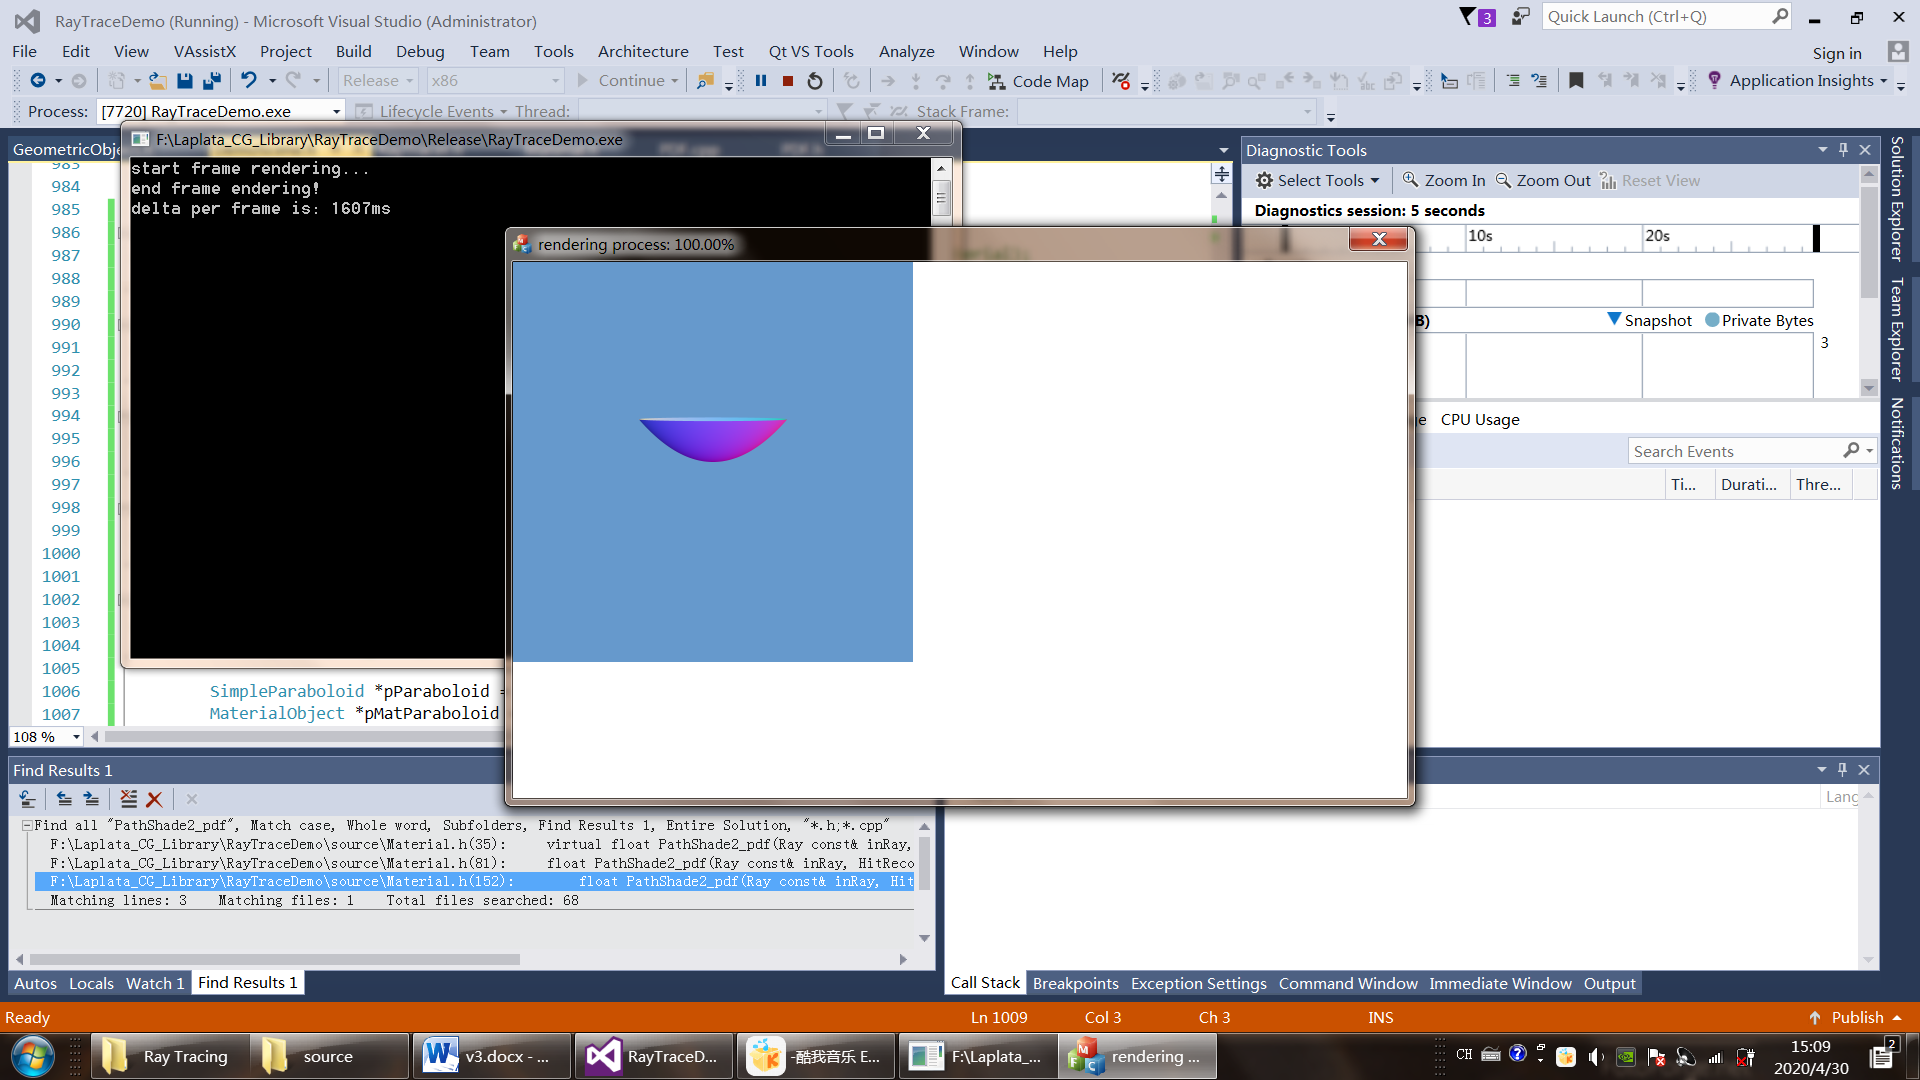 RayTraceDemo (Running) - Microsoft Visual Studio (Administrator)
3
Quick Launch (Ctrl+Q)
File Edit View VAssistX Project Build Debug Team Tools Architecture Test Qt VS Tools Analyze Window Help
Sign in
Release x86 Continue Code Map Application Insights
Process: [7720] RayTraceDemo.exe Lifecycle Events Thread: Stack Frame:
F:\Laplata_CG_Library\RayTraceDemo\Release\RayTraceDemo.exe
start frame rendering...
end frame endering!
delta per frame is: 1607ms
rendering process: 100.00%
983
984
985
986
987
988
989
990
991
992
993
994
995
996
997
998
999
1000
1001
1002
1003
1004
1005
1006 SimpleParaboloid *pParaboloid =
1007 MaterialObject *pMatParaboloid
108 %
Diagnostic Tools
Select Tools Zoom In Zoom Out Reset View
Diagnostics session: 5 seconds
10s 20s
B) Snapshot Private Bytes
3
CPU Usage
Search Events
Ti... Durati... Thre...
Solution Explorer
Team Explorer
Notifications
Find Results 1
Find all "PathShade2_pdf", Match case, Whole word, Subfolders, Find Results 1, Entire Solution, "*.h;*.cpp"
F:\Laplata_CG_Library\RayTraceDemo\source\Material.h(35): virtual float PathShade2_pdf(Ray const& inRay,
F:\Laplata_CG_Library\RayTraceDemo\source\Material.h(81): float PathShade2_pdf(Ray const& inRay, HitReco
F:\Laplata_CG_Library\RayTraceDemo\source\Material.h(152): float PathShade2_pdf(Ray const& inRay, Hit
Matching lines: 3 Matching files: 1 Total files searched: 68
Lang
Autos Locals Watch 1 Find Results 1
Call Stack Breakpoints Exception Settings Command Window Immediate Window Output
Ready Ln 1009 Col 3 Ch 3 INS Publish
Ray Tracing source v3.docx - ... RayTraceD... -酷我音乐 E... F:\Laplata_... rendering ...
CH
15:09
2020/4/30
2